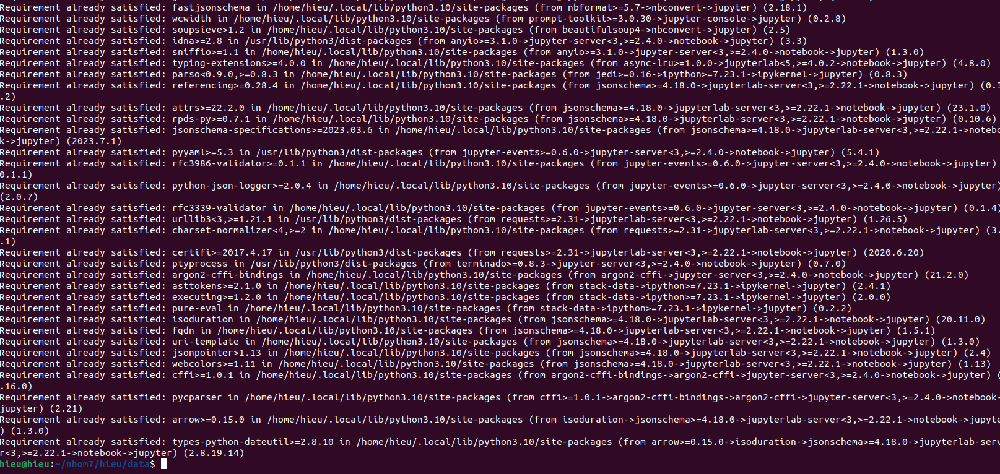 Requirement already satisfied: fastjsonschema in /home/hieu/.local/lib/python3.10/site-packages (from nbformat>=5.7->nbconvert->jupyter) (2.18.1)
Requirement already satisfied: wcwidth in /home/hieu/.local/lib/python3.10/site-packages (from prompt-toolkit>=3.0.30->jupyter-console->jupyter) (0.2.8)
Requirement already satisfied: soupsieve>1.2 in /home/hieu/.local/lib/python3.10/site-packages (from beautifulsoup4->nbconvert->jupyter) (2.5)
Requirement already satisfied: idna>=2.8 in /usr/lib/python3/dist-packages (from anyio>=3.1.0->jupyter-server<3,>=2.4.0->notebook->jupyter) (3.3)
Requirement already satisfied: sniffio>=1.1 in /home/hieu/.local/lib/python3.10/site-packages (from anyio>=3.1.0->jupyter-server<3,>=2.4.0->notebook->jupyter) (1.3.0)
Requirement already satisfied: typing-extensions>=4.0.0 in /home/hieu/.local/lib/python3.10/site-packages (from async-lru>=1.0.0->jupyterlab<5,>=4.0.2->notebook->jupyter) (4.8.0)
Requirement already satisfied: parso<0.9.0,>=0.8.3 in /home/hieu/.local/lib/python3.10/site-packages (from jedi>=0.16->ipython>=7.23.1->ipykernel->jupyter) (0.8.3)
Requirement already satisfied: referencing>=0.28.4 in /home/hieu/.local/lib/python3.10/site-packages (from jsonschema>=4.18.0->jupyterlab-server<3,>=2.22.1->notebook->jupyter) (0.3
.2)
Requirement already satisfied: attrs>=22.2.0 in /home/hieu/.local/lib/python3.10/site-packages (from jsonschema>=4.18.0->jupyterlab-server<3,>=2.22.1->notebook->jupyter) (23.1.0)
Requirement already satisfied: rpds-py>=0.7.1 in /home/hieu/.local/lib/python3.10/site-packages (from jsonschema>=4.18.0->jupyterlab-server<3,>=2.22.1->notebook->jupyter) (0.10.6)
Requirement already satisfied: jsonschema-specifications>=2023.03.6 in /home/hieu/.local/lib/python3.10/site-packages (from jsonschema>=4.18.0->jupyterlab-server<3,>=2.22.1->notebo
k->jupyter) (2023.7.1)
Requirement already satisfied: pyyaml>=5.3 in /usr/lib/python3/dist-packages (from jupyter-events>=0.6.0->jupyter-server<3,>=2.4.0->notebook->jupyter) (5.4.1)
Requirement already satisfied: rfc3986-validator>=0.1.1 in /home/hieu/.local/lib/python3.10/site-packages (from jupyter-events>=0.6.0->jupyter-server<3,>=2.4.0->notebook->jupyter)
0.1.1)
Requirement already satisfied: python-json-logger>=2.0.4 in /home/hieu/.local/lib/python3.10/site-packages (from jupyter-events>=0.6.0->jupyter-server<3,>=2.4.0->notebook->jupyter)
(2.0.7)
Requirement already satisfied: rfc3339-validator in /home/hieu/.local/lib/python3.10/site-packages (from jupyter-events>=0.6.0->jupyter-server<3,>=2.4.0->notebook->jupyter) (0.1.4)
Requirement already satisfied: urllib3<3,>=1.21.1 in /usr/lib/python3/dist-packages (from requests>=2.31->jupyterlab-server<3,>=2.22.1->notebook->jupyter) (1.26.5)
Requirement already satisfied: charset-normalizer<4,>=2 in /home/hieu/.local/lib/python3.10/site-packages (from requests>=2.31->jupyterlab-server<3,>=2.22.1->notebook->jupyter) (3.
.1)
Requirement already satisfied: certifi>=2017.4.17 in /usr/lib/python3/dist-packages (from requests>=2.31->jupyterlab-server<3,>=2.22.1->notebook->jupyter) (2020.6.20)
Requirement already satisfied: ptyprocess in /usr/lib/python3/dist-packages (from terminado>=0.8.3->jupyter-server<3,>=2.4.0->notebook->jupyter) (0.7.0)
Requirement already satisfied: argon2-cffi-bindings in /home/hieu/.local/lib/python3.10/site-packages (from argon2-cffi->jupyter-server<3,>=2.4.0->notebook->jupyter) (21.2.0)
Requirement already satisfied: asttokens>=2.1.0 in /home/hieu/.local/lib/python3.10/site-packages (from stack-data->ipython>=7.23.1->ipykernel->jupyter) (2.4.1)
Requirement already satisfied: executing>=1.2.0 in /home/hieu/.local/lib/python3.10/site-packages (from stack-data->ipython>=7.23.1->ipykernel->jupyter) (2.0.0)
Requirement already satisfied: pure-eval in /home/hieu/.local/lib/python3.10/site-packages (from stack-data->ipython>=7.23.1->ipykernel->jupyter) (0.2.2)
Requirement already satisfied: isoduration in /home/hieu/.local/lib/python3.10/site-packages (from jsonschema>=4.18.0->jupyterlab-server<3,>=2.22.1->notebook->jupyter) (20.11.0)
Requirement already satisfied: fqdn in /home/hieu/.local/lib/python3.10/site-packages (from jsonschema>=4.18.0->jupyterlab-server<3,>=2.22.1->notebook->jupyter) (1.5.1)
Requirement already satisfied: uri-template in /home/hieu/.local/lib/python3.10/site-packages (from jsonschema>=4.18.0->jupyterlab-server<3,>=2.22.1->notebook->jupyter) (1.3.0)
Requirement already satisfied: jsonpointer>1.13 in /home/hieu/.local/lib/python3.10/site-packages (from jsonschema>=4.18.0->jupyterlab-server<3,>=2.22.1->notebook->jupyter) (2.4)
Requirement already satisfied: webcolors>=1.11 in /home/hieu/.local/lib/python3.10/site-packages (from jsonschema>=4.18.0->jupyterlab-server<3,>=2.22.1->notebook->jupyter) (1.13)
Requirement already satisfied: cffi>=1.0.1 in /home/hieu/.local/lib/python3.10/site-packages (from argon2-cffi-bindings->argon2-cffi->jupyter-server<3,>=2.4.0->notebook->jupyter) (
.16.0)
Requirement already satisfied: pycparser in /home/hieu/.local/lib/python3.10/site-packages (from cffi>=1.0.1->argon2-cffi-bindings->argon2-cffi->jupyter-server<3,>=2.4.0->notebook-
jupyter) (2.21)
Requirement already satisfied: arrow>=0.15.0 in /home/hieu/.local/lib/python3.10/site-packages (from isoduration->jsonschema>=4.18.0->jupyterlab-server<3,>=2.22.1->notebook->jupyte
) (1.3.0)
Requirement already satisfied: types-python-dateutil>=2.8.10 in /home/hieu/.local/lib/python3.10/site-packages (from arrow>=0.15.0->isoduration->jsonschema>=4.18.0->jupyterlab-serv
r<3,>=2.22.1->notebook->jupyter) (2.8.19.14)
hieu@hieu:~/nhom7/hieu/data$